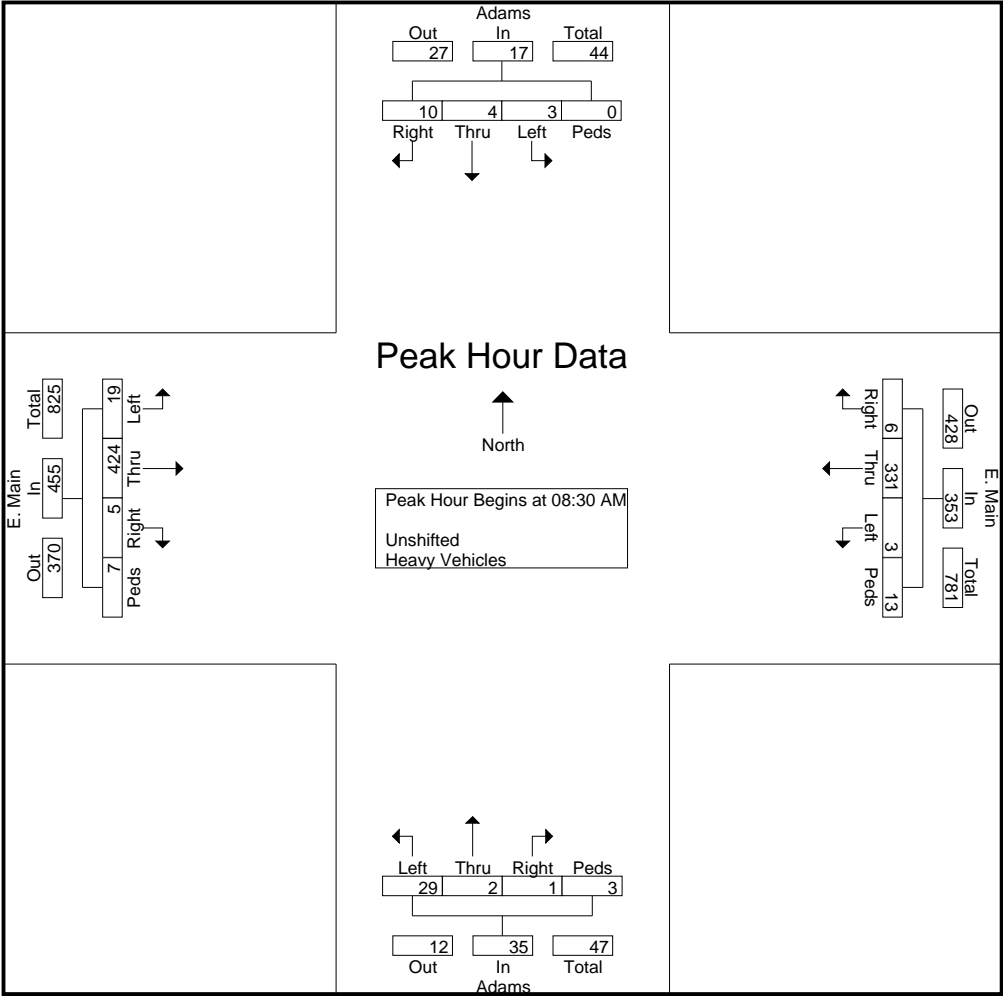 Adams
Out In Total
27 17 44
10 4 3 0
Right Thru Left Peds
Peak Hour Data
North
Peak Hour Begins at 08:30 AM
Unshifted
Heavy Vehicles
E. Main
Total In Out
825 455 370
19 424 5 7
Left Thru Right Peds
E. Main
Out In Total
428 353 781
6 331 3 13
Right Thru Left Peds
Left Thru Right Peds
29 2 1 3
12 35 47
Out In Total
Adams